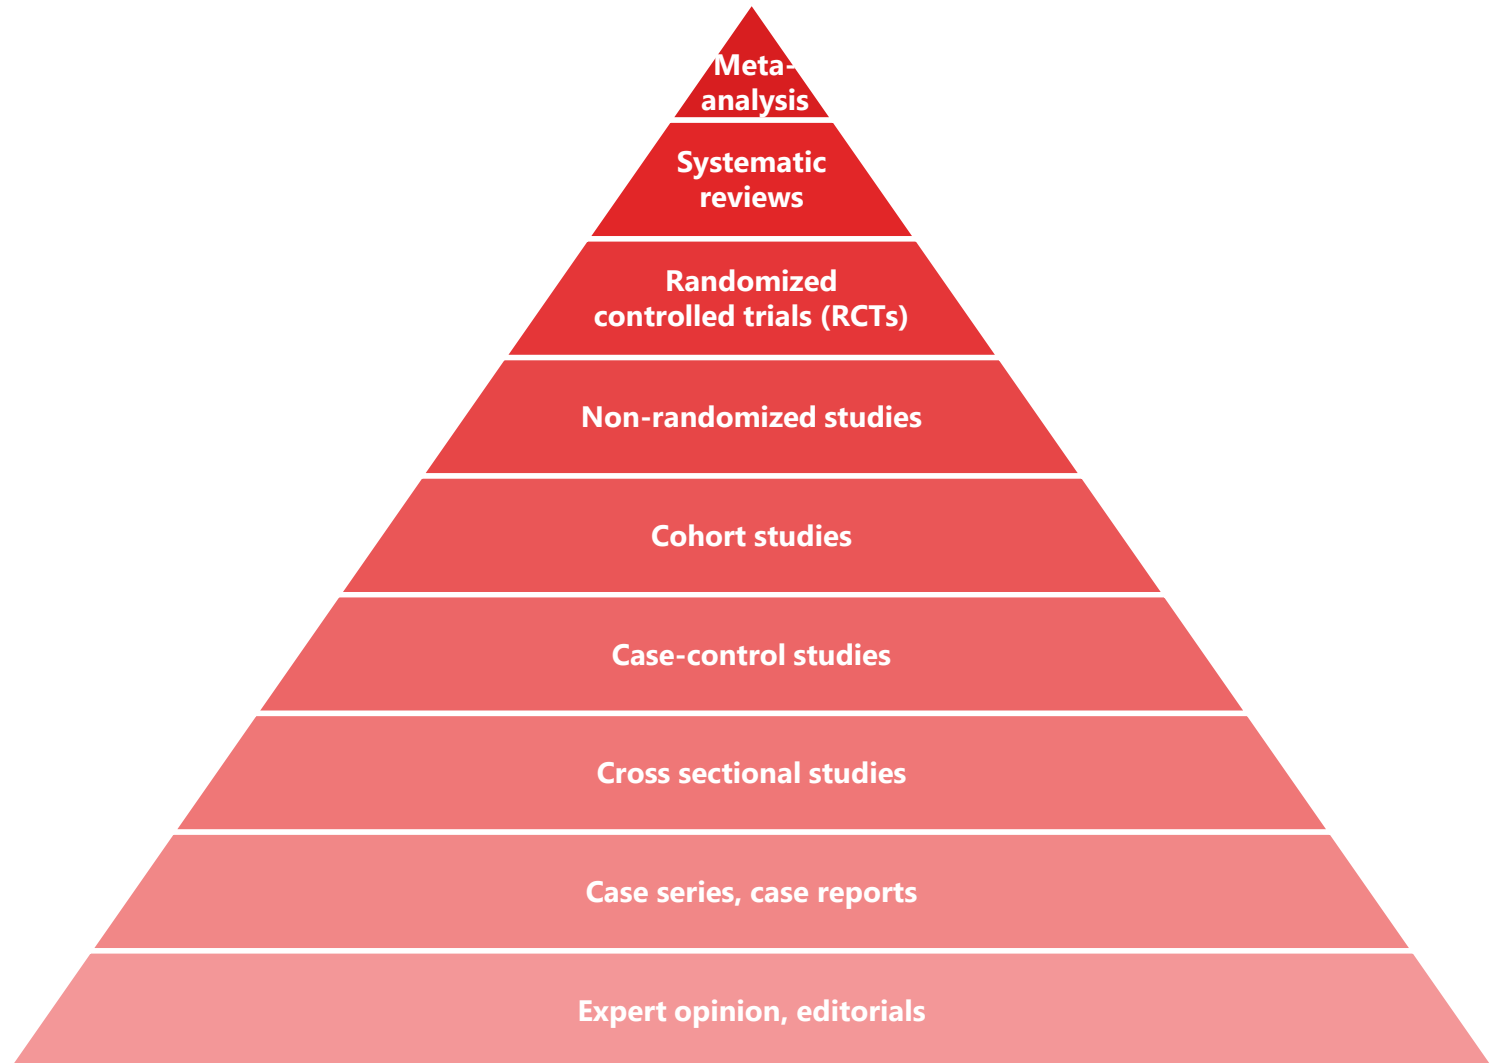 Meta-
analysis
Systematic
reviews
Randomized
controlled trials (RCTs)
Non-randomized studies
Cohort studies
Case-control studies
Cross sectional studies
Case series, case reports
Expert opinion, editorials